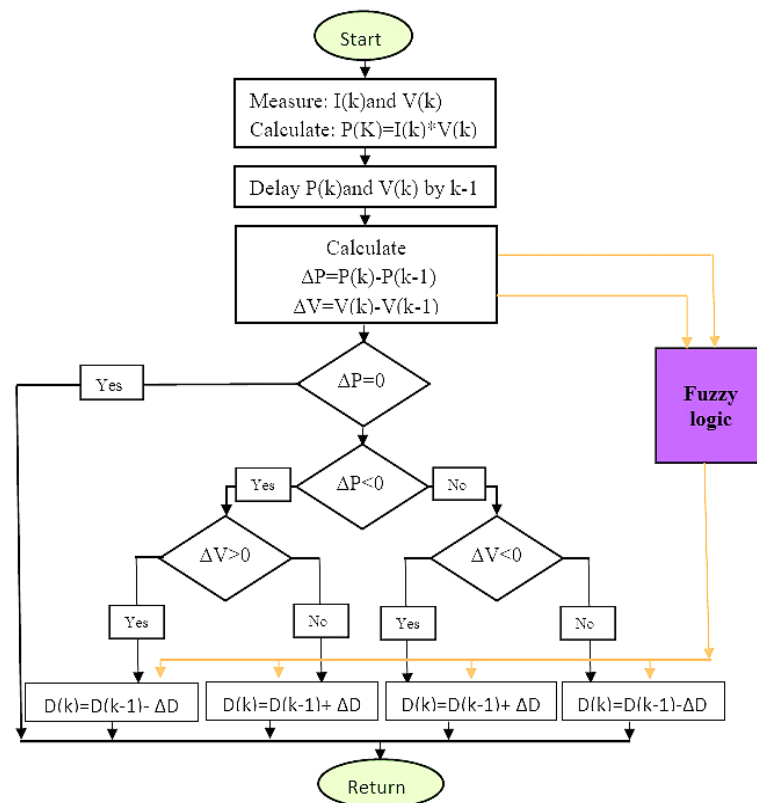 Start
Measure: I(k)and V(k)
Calculate: P(K)=I(k)*V(k)
Delay P(k)and V(k) by k-1
Calculate
ΔP=P(k)-P(k-1)
ΔV=V(k)-V(k-1)
Yes
ΔP=0
Fuzzy
logic
Yes
ΔP<0
No
ΔV>0
ΔV<0
Yes
No
Yes
No
D(k)=D(k-1)- ΔD
D(k)=D(k-1)+ ΔD
D(k)=D(k-1)+ ΔD
D(k)=D(k-1)-ΔD
Return